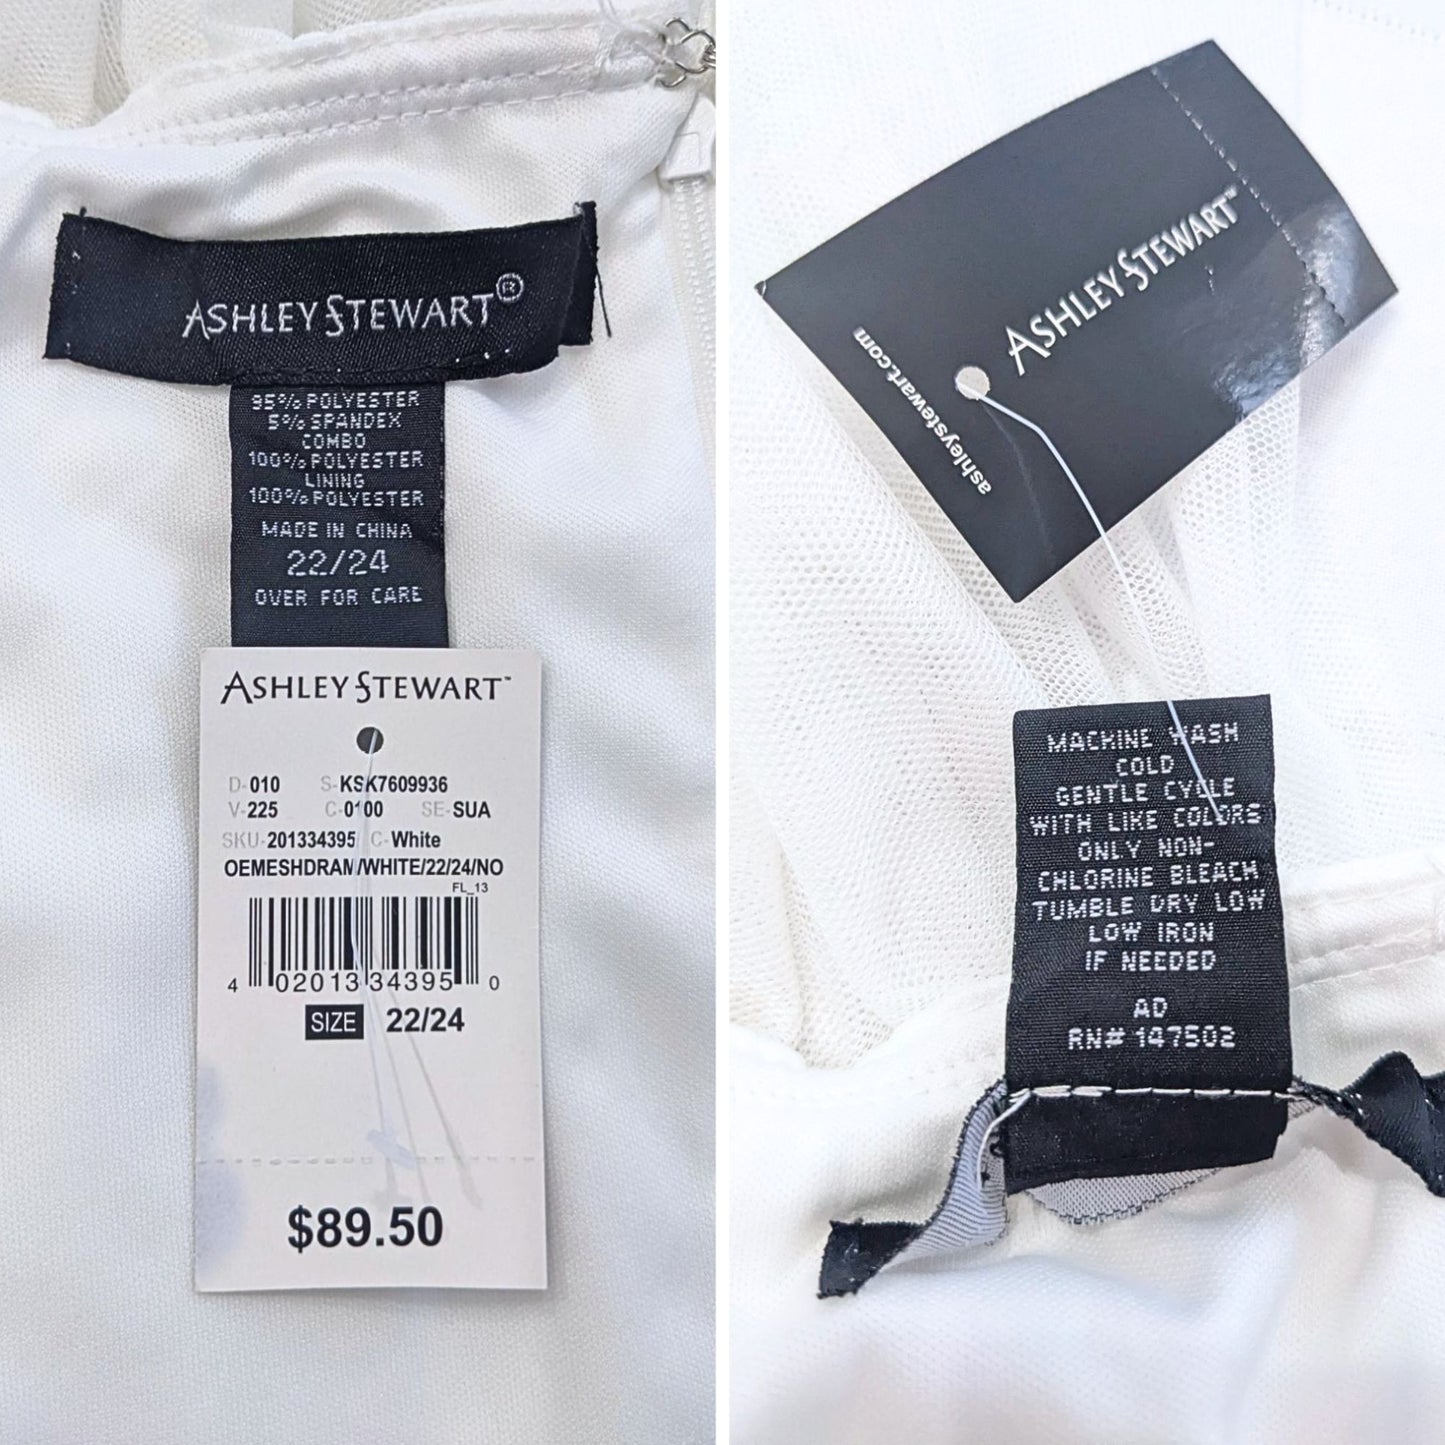 ASHLEY STEWART®
95% POLYESTER
5% SPANDEX
COMBO
100% POLYESTER
LINING
100% POLYESTER
MADE IN CHINA
22/24
OVER FOR CARE
ASHLEY STEWART™
D-010 S-KSK7609936
V-225 C-0100 SE-SUA
SKU-201334395 C-White
OEMESHDRAM/WHITE/22/24/NO
FL_13
4 02013 34395 0
SIZE 22/24
$89.50
ASHLEY STEWART™
ashleystewart.com
MACHINE WASH
COLD
GENTLE CYCLE
WITH LIKE COLORS
ONLY NON-
CHLORINE BLEACH
TUMBLE DRY LOW
LOW IRON
IF NEEDED
AD
RN# 147502